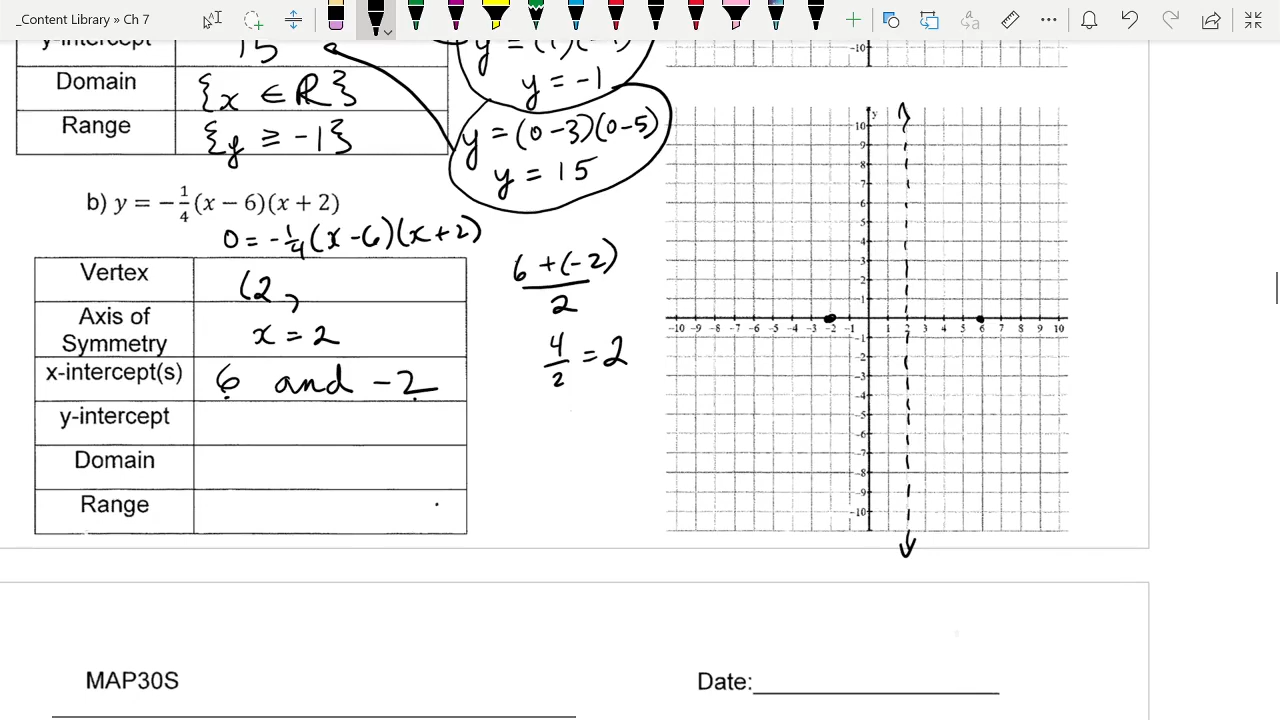 _Content Library » Ch 7
y-intercept 15
Domain {x ∈ R}
Range {y ≥ -1}
y = -1
y = (0-3)(0-5)
y = 15
b) y = -1/4(x - 6)(x + 2)
0 = -1/4(x-6)(x+2)
Vertex (2,
Axis of Symmetry x = 2
x-intercept(s) 6 and -2
y-intercept
Domain
Range
6 + (-2)
2
4/2 = 2
-10
y
10
9
8
7
6
5
4
3
2
1
-10 -9 -8 -7 -6 -5 -4 -3 -2 -1 1 2 3 4 5 6 7 8 9 10
-1
-2
-3
-4
-5
-6
-7
-8
-9
-10
MAP30S
Date: